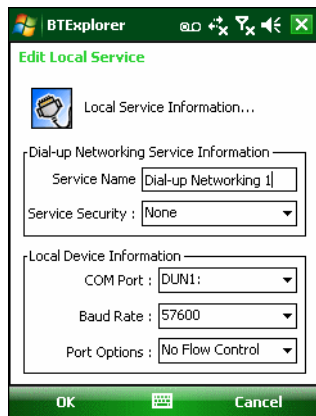 BTExplorer
Edit Local Service
Local Service Information...
Dial-up Networking Service Information
Service Name Dial-up Networking 1
Service Security : None
Local Device Information
COM Port : DUN1:
Baud Rate : 57600
Port Options : No Flow Control
OK Cancel